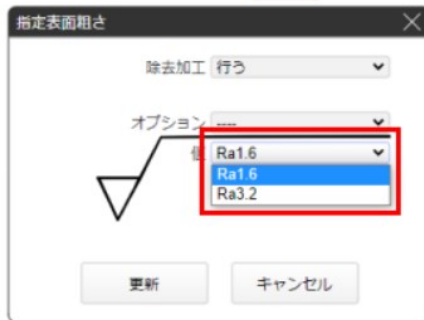 指定表面粗さ
除去加工 行う
オプション ----
値 Ra1.6
Ra1.6
Ra3.2
更新 キャンセル